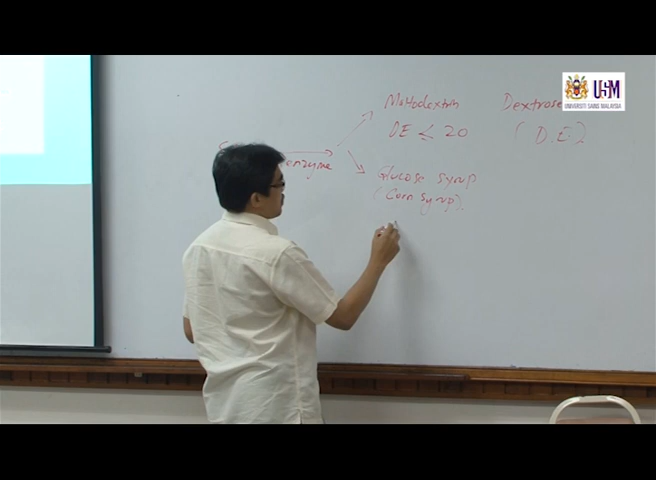 USM
UNIVERSITI SAINS MALAYSIA
Maltodextrin Dextrose
DE ≤ 20 (D.E.)
enzyme
Glucose syrup
(Corn syrup)